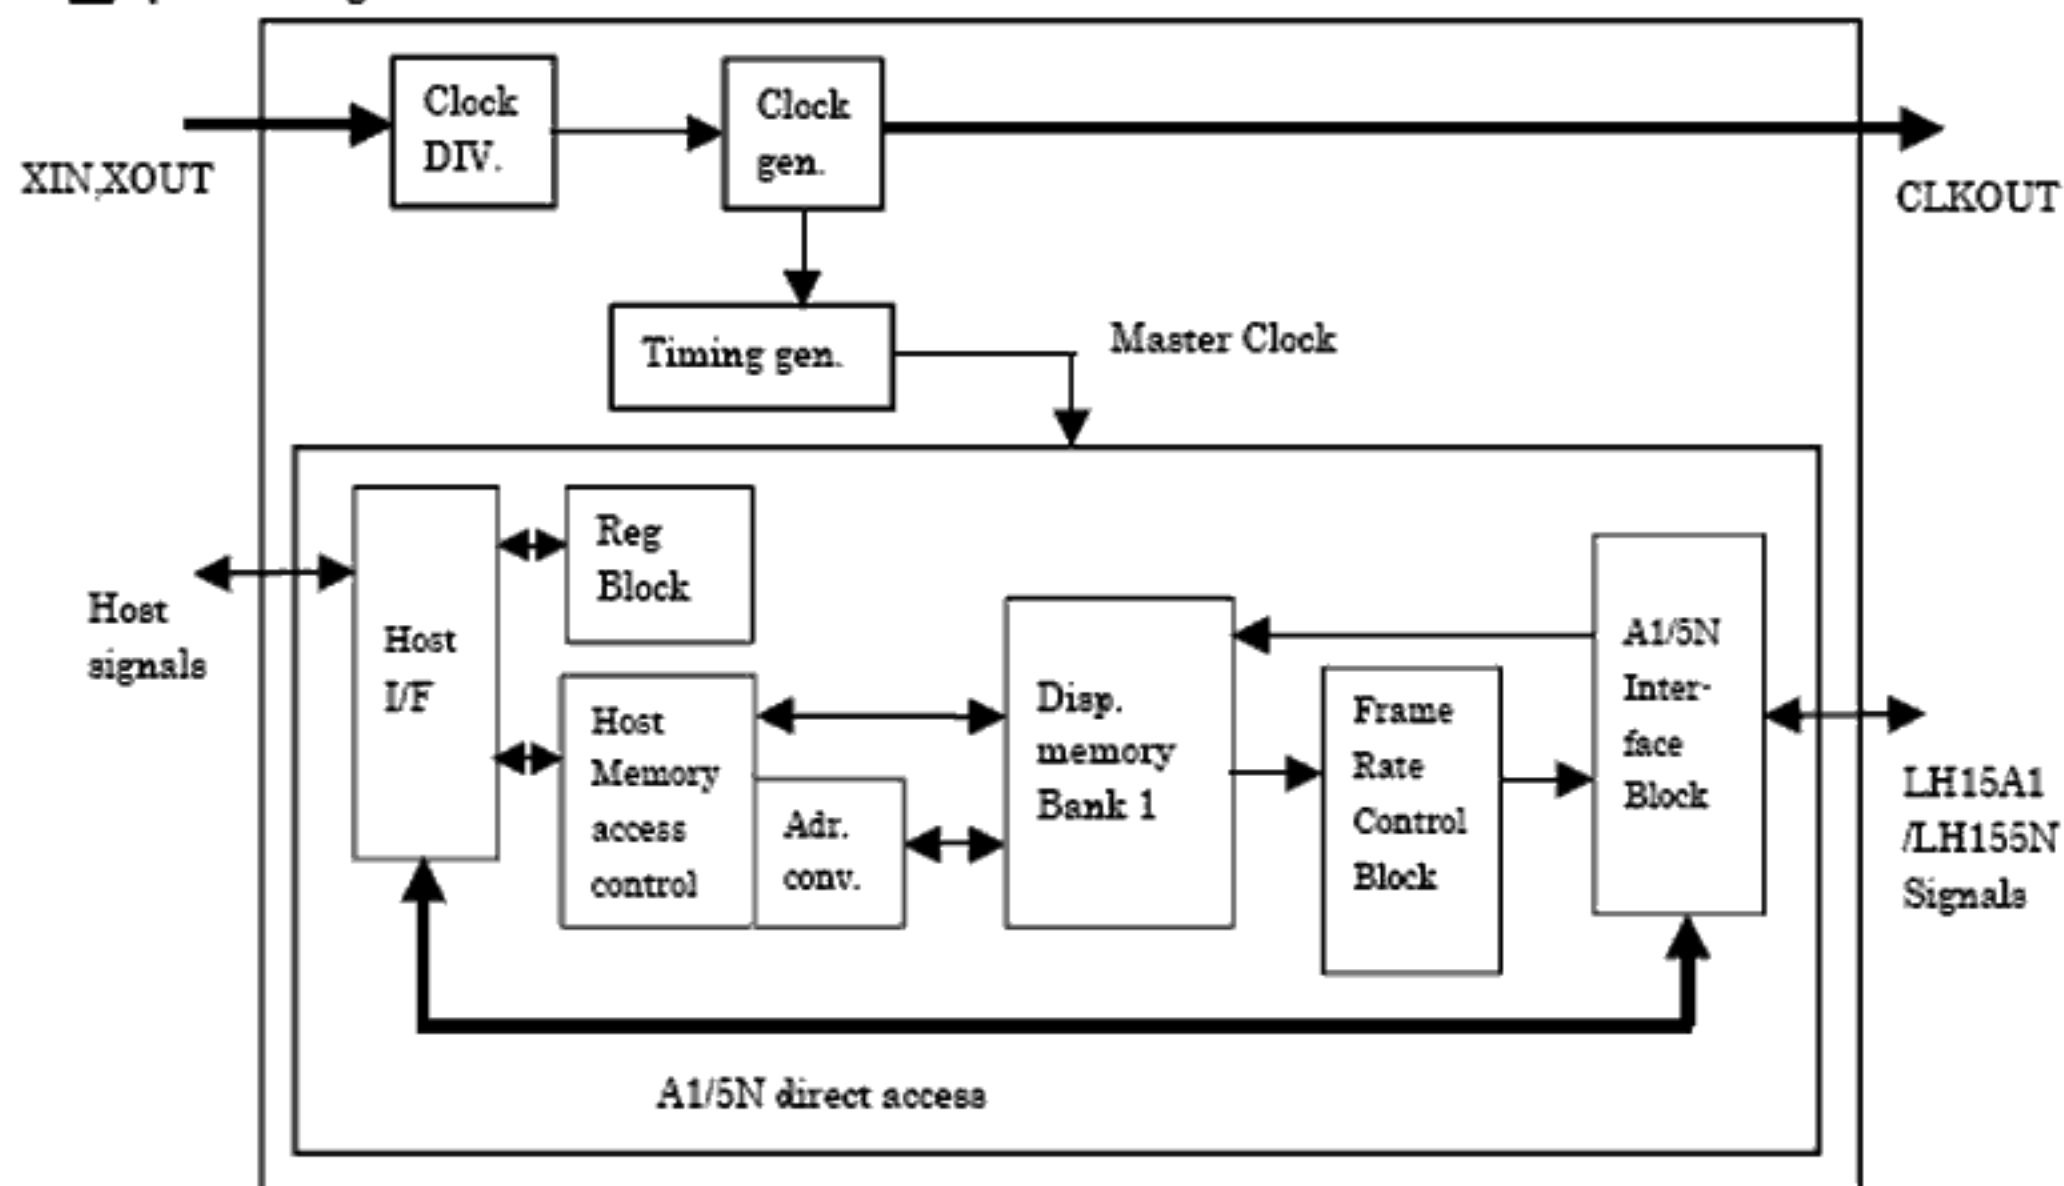 Clock
DIV.
Clock
gen.
XIN,XOUT
CLKOUT
Timing gen.
Master Clock
Host
signals
Host
I/F
Reg
Block
Host
Memory
access
control
Adr.
conv.
Disp.
memory
Bank 1
Frame
Rate
Control
Block
A1/5N
Inter-
face
Block
LH15A1
/LH155N
Signals
A1/5N direct access